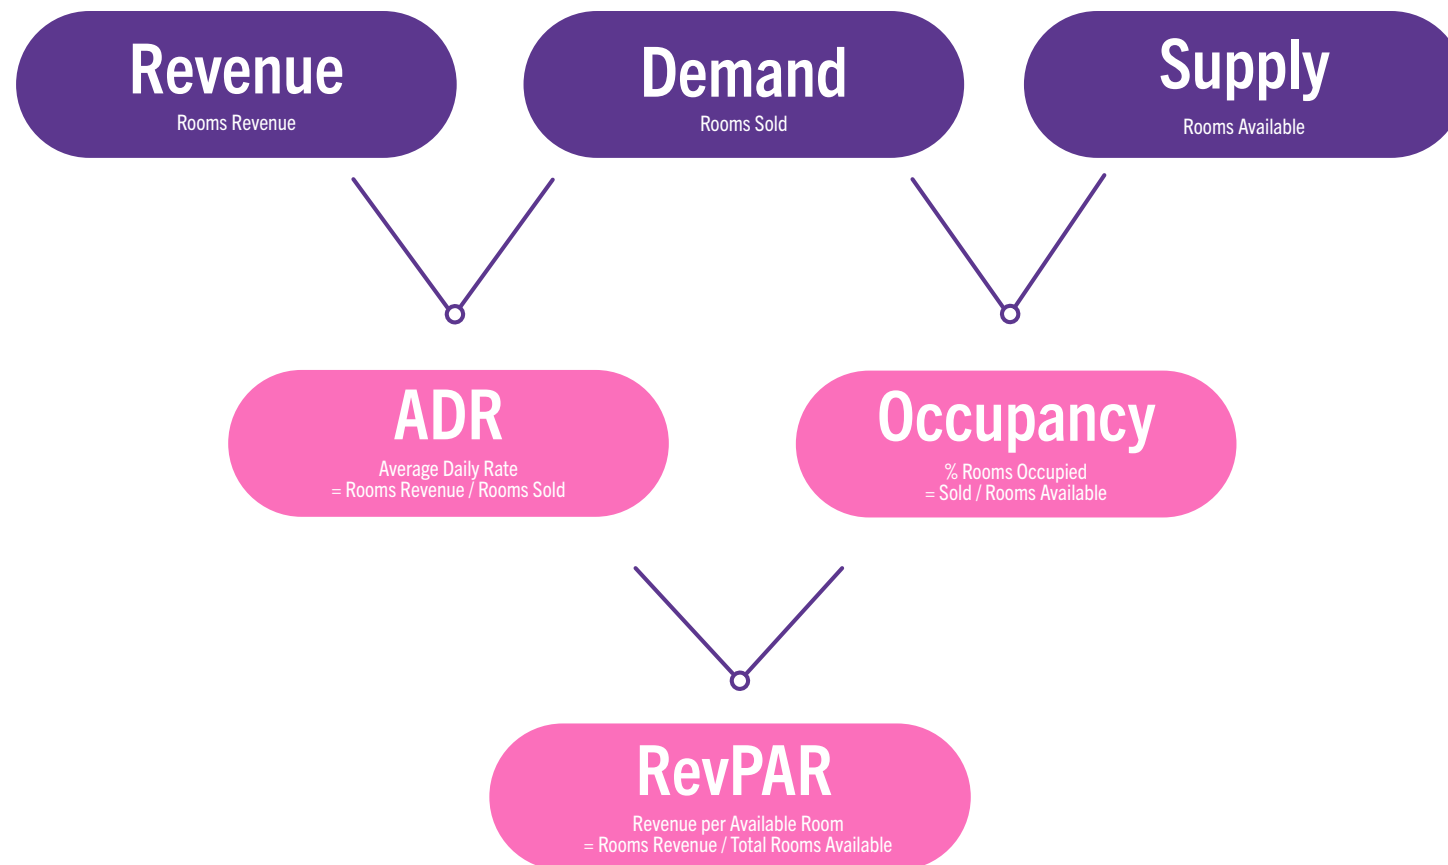 Revenue
Rooms Revenue
Demand
Rooms Sold
Supply
Rooms Available
ADR
Average Daily Rate
= Rooms Revenue / Rooms Sold
Occupancy
% Rooms Occupied
= Sold / Rooms Available
RevPAR
Revenue per Available Room
= Rooms Revenue / Total Rooms Available